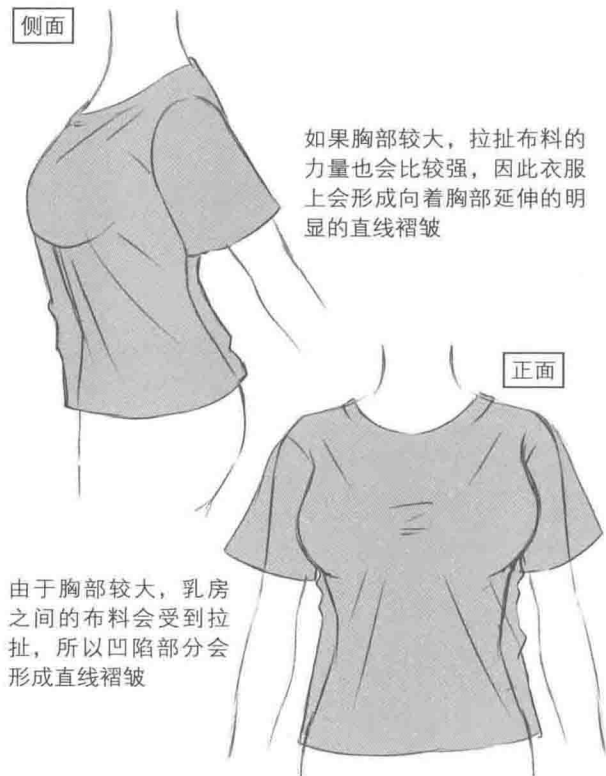 侧面
如果胸部较大，拉扯布料的
力量也会比较强，因此衣服
上会形成向着胸部延伸的明
显的直线褶皱
正面
由于胸部较大，乳房
之间的布料会受到拉
扯，所以凹陷部分会
形成直线褶皱